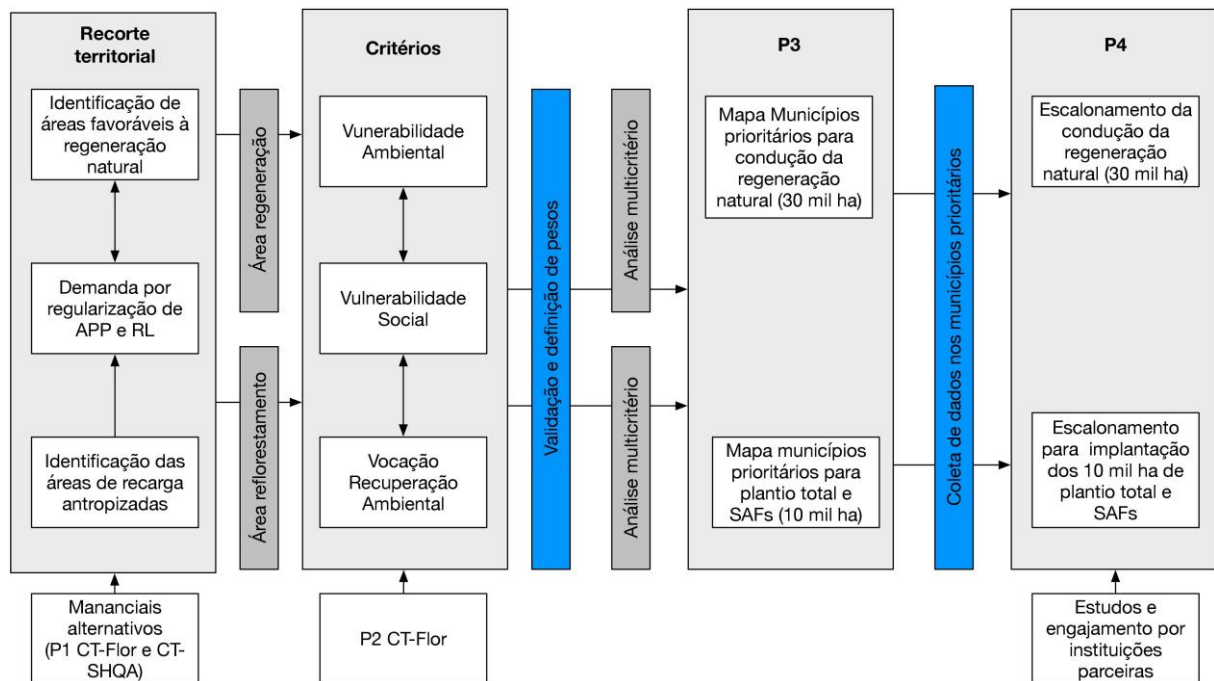 Recorte
territorial
Identificação de
áreas favoráveis à
regeneração
natural
Demanda por
regularização de
APP e RL
Identificação das
áreas de recarga
antropizadas
Mananciais
alternativos
(P1 CT-Flor e CT-
SHQA)
Área regeneração
Área reflorestamento
Critérios
Vunerabilidade
Ambiental
Vulnerabilidade
Social
Vocação
Recuperação
Ambiental
P2 CT-Flor
Validação e definição de pesos
Análise multicritério
Análise multicritério
P3
Mapa Municípios
prioritários para
condução da
regeneração
natural (30 mil ha)
Mapa municípios
prioritários para
plantio total e
SAFs (10 mil ha)
Coleta de dados nos municípios prioritários
P4
Escalonamento da
condução da
regeneração
natural (30 mil ha)
Escalonamento
para implantação
dos 10 mil ha de
plantio total e
SAFs
Estudos e
engajamento por
instituições
parceiras